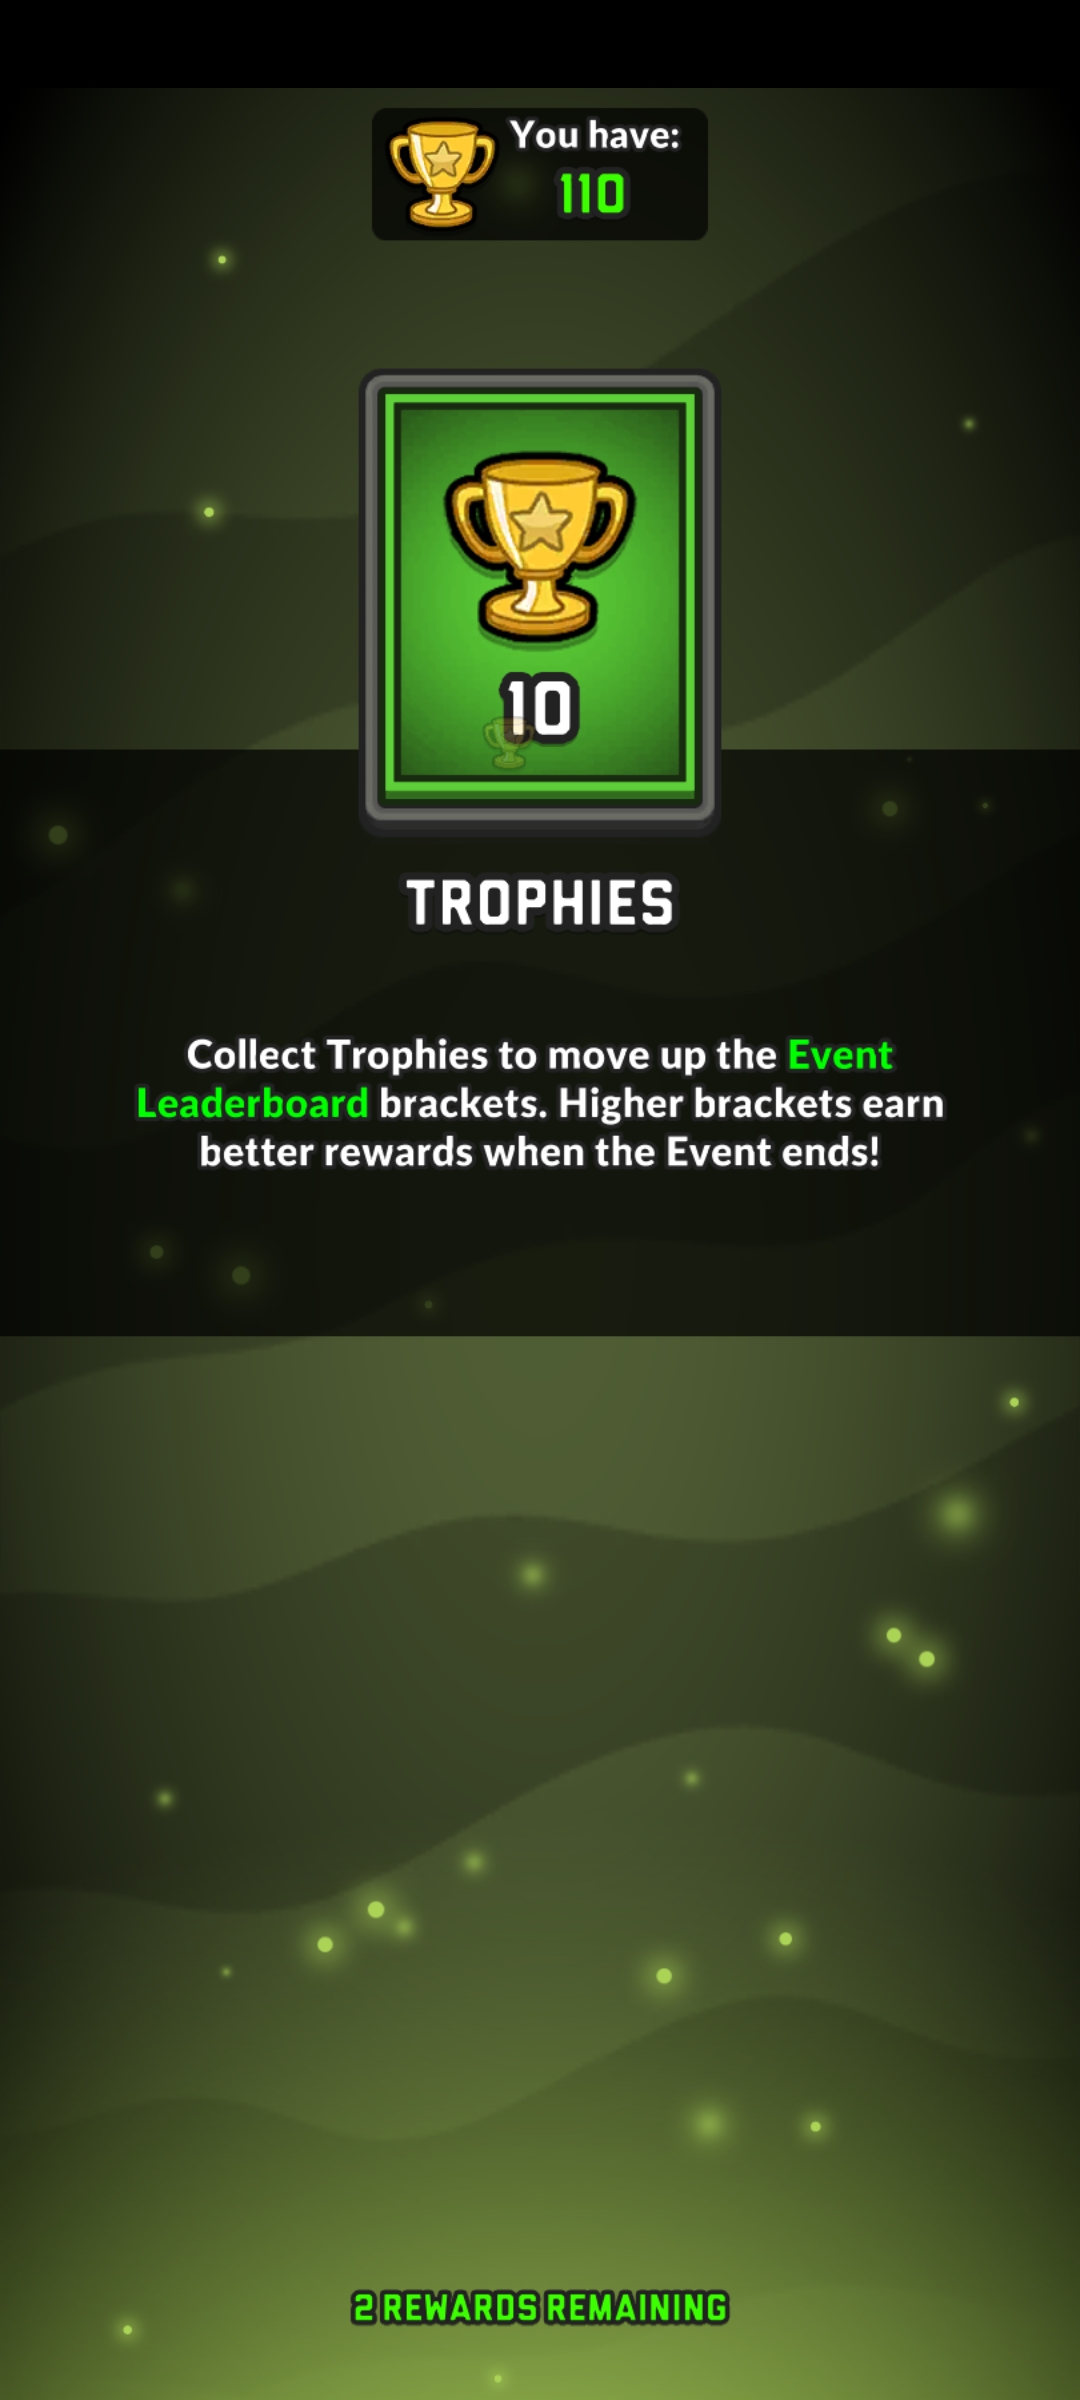 You have:
110
10
TROPHIES
Collect Trophies to move up the Event
Leaderboard brackets. Higher brackets earn
better rewards when the Event ends!
2 REWARDS REMAINING